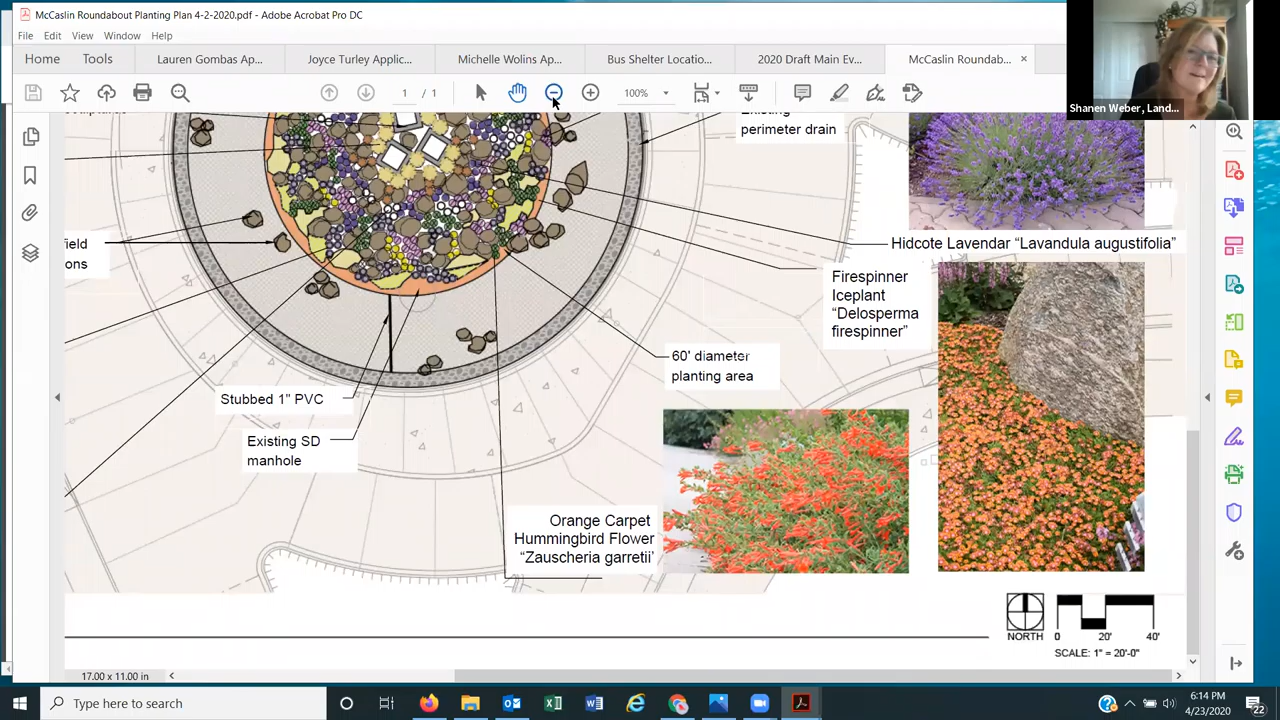 McCaslin Roundabout Planting Plan 4-2-2020.pdf - Adobe Acrobat Pro DC
File Edit View Window Help
Home Tools Lauren Gombas Ap... Joyce Turley Applic... Michelle Wolins Ap... Bus Shelter Locatio... 2020 Draft Main Ev... McCaslin Roundab... ×
1 / 1 100%
Shanen Weber, Land...
perimeter drain
ield
ons
Hidcote Lavendar “Lavandula augustifolia”
Firespinner
Iceplant
“Delosperma
firespinner”
60' diameter
planting area
Stubbed 1" PVC
Existing SD
manhole
Orange Carpet
Hummingbird Flower
“Zauscheria garretii’
NORTH
0 20' 40'
SCALE: 1" = 20'-0"
17.00 x 11.00 in
Type here to search
6:14 PM
4/23/2020
22